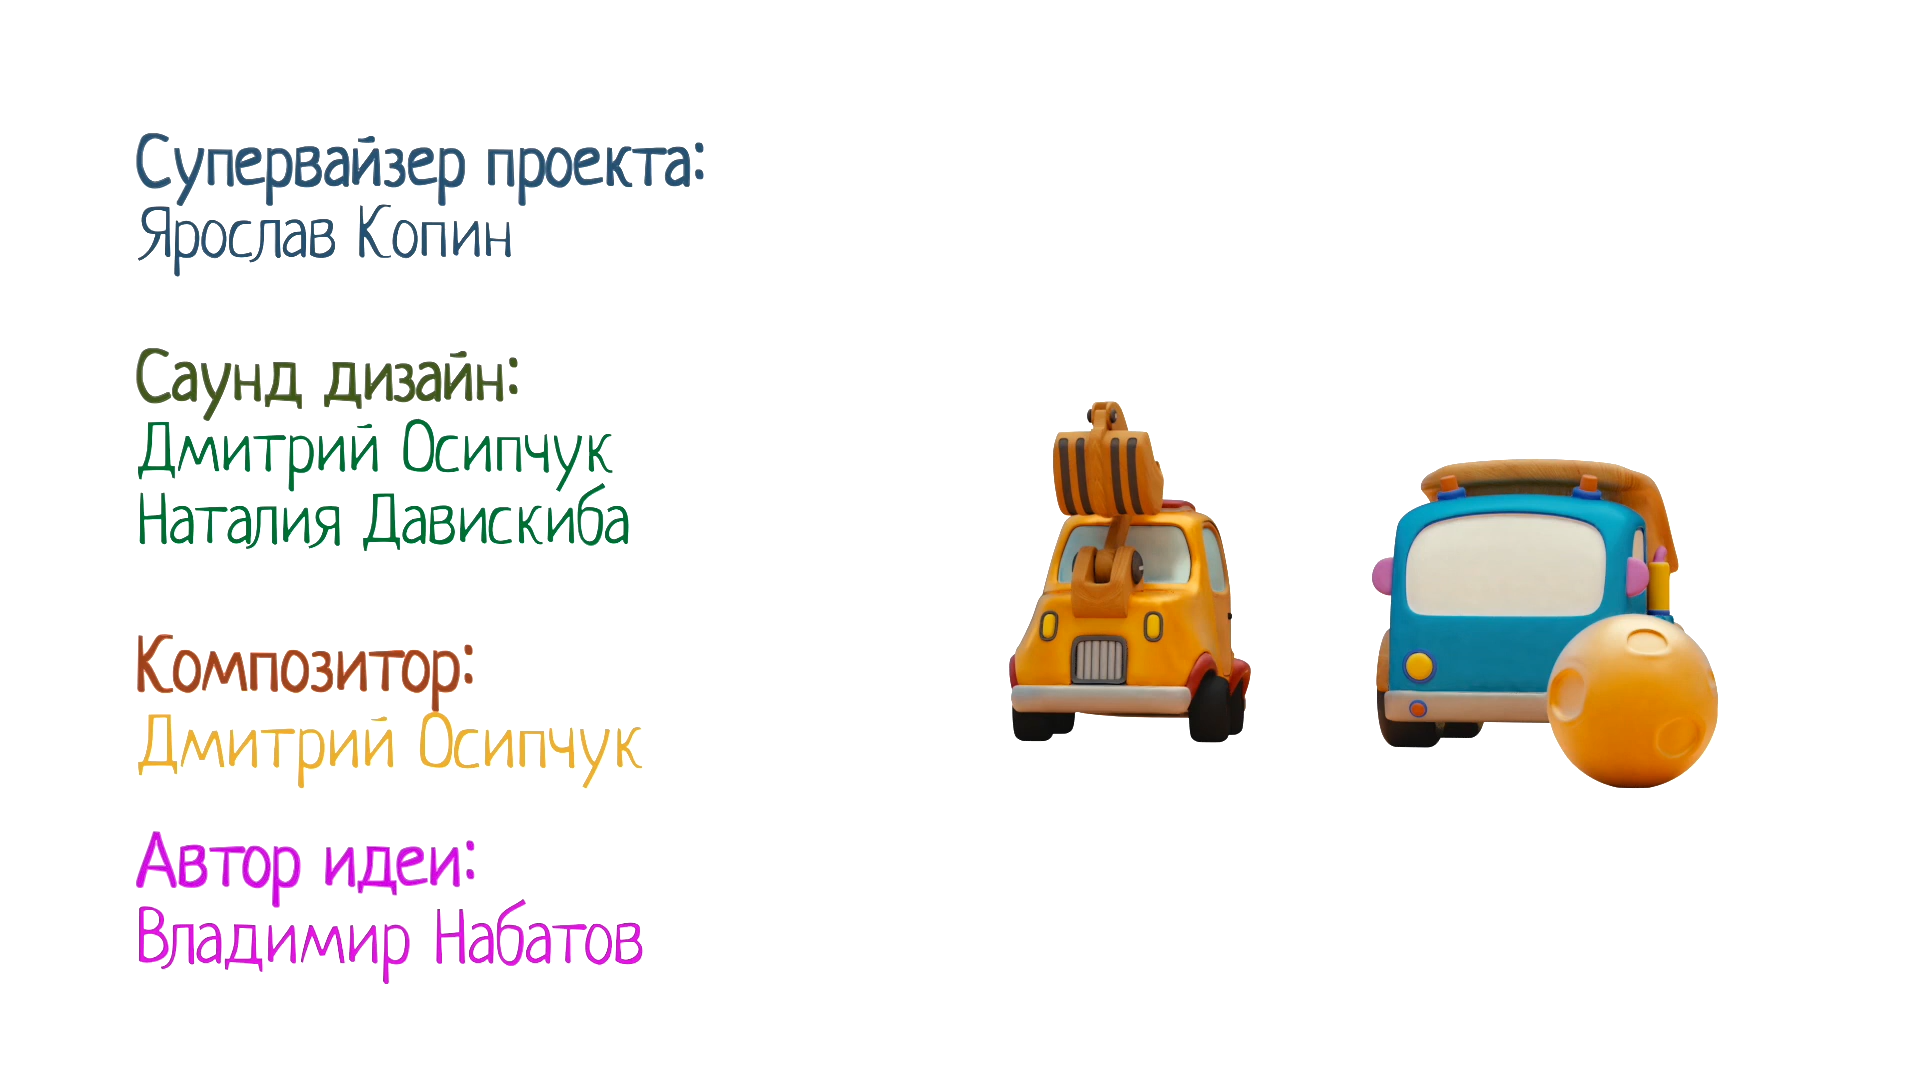 Супервайзер проекта:
Ярослав Копин
Саунд дизайн:
Дмитрий Осипчук
Наталия Давискиба
Композитор:
Дмитрий Осипчук
Автор идеи:
Владимир Набатов